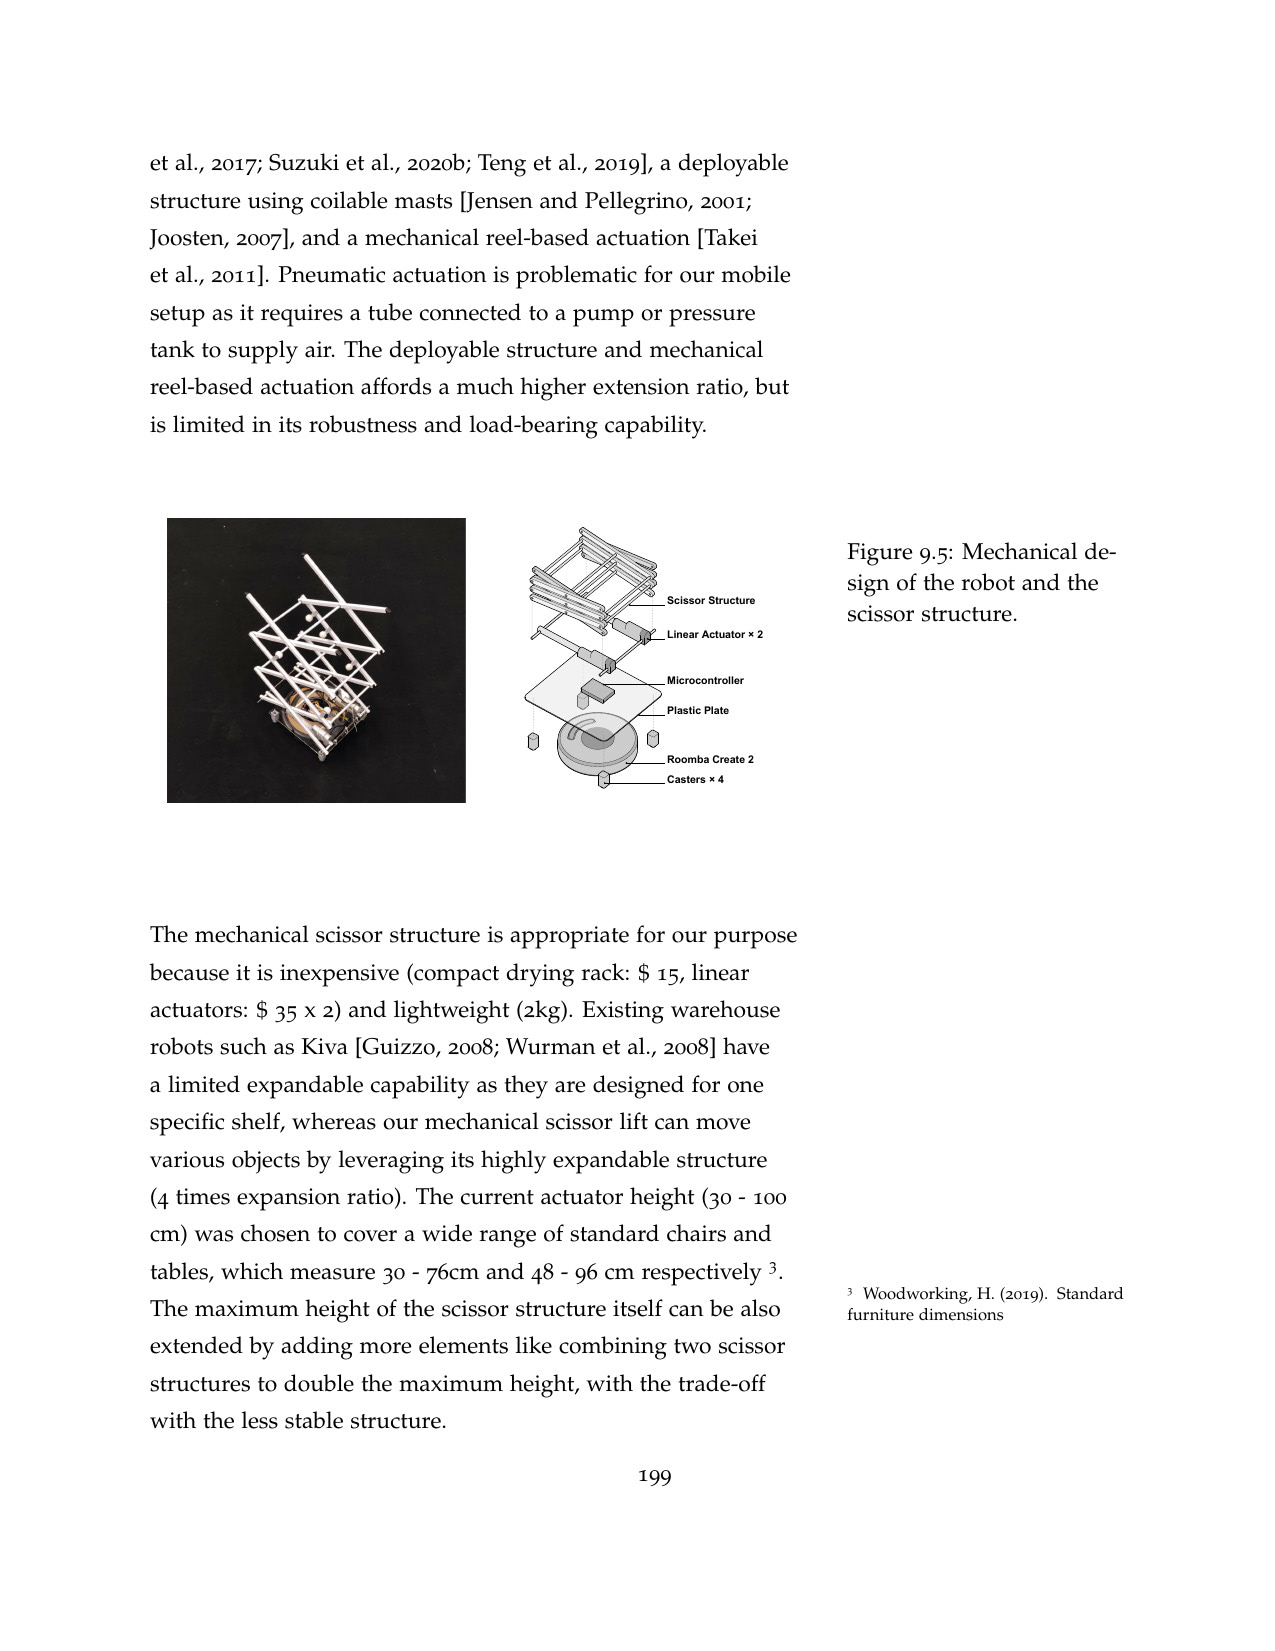 et al., 2017; Suzuki et al., 2020b; Teng et al., 2019], a deployable
structure using coilable masts [Jensen and Pellegrino, 2001;
Joosten, 2007], and a mechanical reel-based actuation [Takei
et al., 2011]. Pneumatic actuation is problematic for our mobile
setup as it requires a tube connected to a pump or pressure
tank to supply air. The deployable structure and mechanical
reel-based actuation affords a much higher extension ratio, but
is limited in its robustness and load-bearing capability.
Scissor Structure
Linear Actuator × 2
Microcontroller
Plastic Plate
Roomba Create 2
Casters × 4
Figure 9.5: Mechanical de-
sign of the robot and the
scissor structure.
The mechanical scissor structure is appropriate for our purpose
because it is inexpensive (compact drying rack: $ 15, linear
actuators: $ 35 x 2) and lightweight (2kg). Existing warehouse
robots such as Kiva [Guizzo, 2008; Wurman et al., 2008] have
a limited expandable capability as they are designed for one
specific shelf, whereas our mechanical scissor lift can move
various objects by leveraging its highly expandable structure
(4 times expansion ratio). The current actuator height (30 - 100
cm) was chosen to cover a wide range of standard chairs and
tables, which measure 30 - 76cm and 48 - 96 cm respectively 3.
The maximum height of the scissor structure itself can be also
extended by adding more elements like combining two scissor
structures to double the maximum height, with the trade-off
with the less stable structure.
3 Woodworking, H. (2019). Standard
furniture dimensions
199